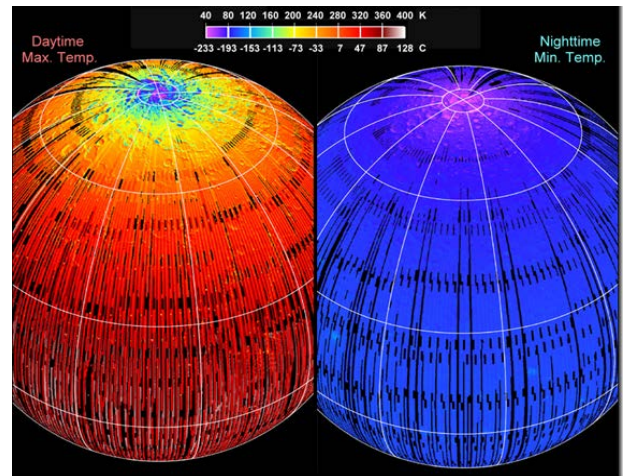 40 80 120 160 200 240 280 320 360 400 K
-233 -193 -153 -113 -73 -33 7 47 87 128 C
Daytime
Max. Temp.
Nighttime
Min. Temp.